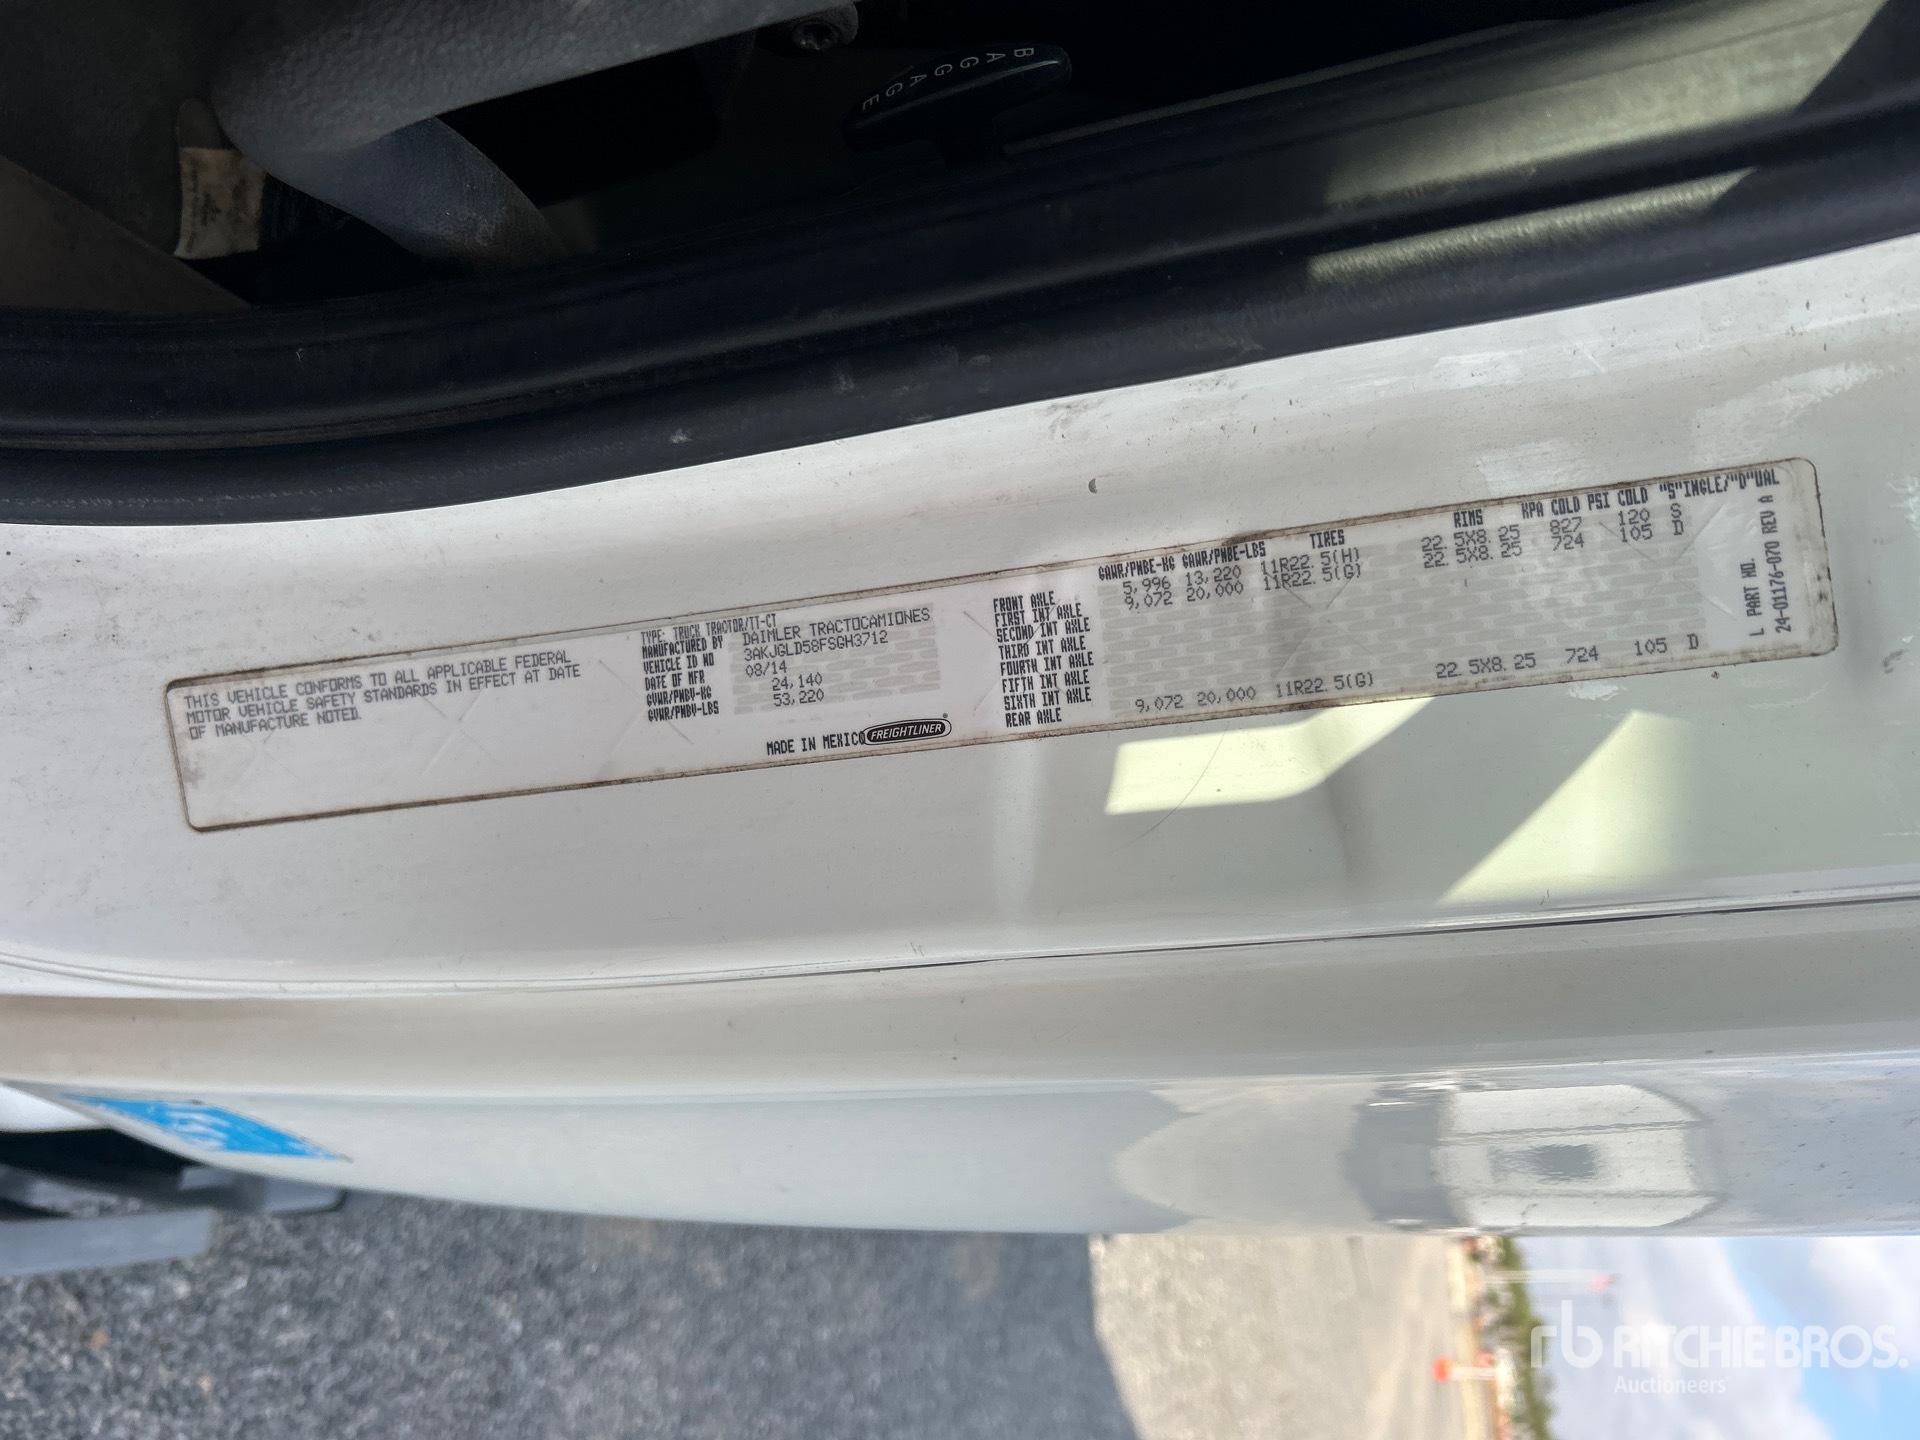 BAGGAGE
THIS VEHICLE CONFORMS TO ALL APPLICABLE FEDERAL
MOTOR VEHICLE SAFETY STANDARDS IN EFFECT AT DATE
OF MANUFACTURE NOTED.
TYPE: TRUCK TRACTOR/TT-CT
MANUFACTURED BY DAIMLER TRACTOCAMIONES
VEHICLE ID NO 3AKJGLD58FSGH3712
DATE OF MFR 08/14
GVWR/PNBV-KG 24,140
GVWR/PNBV-LBS 53,220
MADE IN MEXICO FREIGHTLINER
GAWR/PNBE-KG GAWR/PNBE-LBS TIRES RIMS KPA COLD PSI COLD "S"INGLE/"D"UAL
FRONT AXLE 5,996 13,220 11R22.5(H) 22.5X8.25 827 120 S
FIRST INT AXLE 9,072 20,000 11R22.5(G) 22.5X8.25 724 105 D
SECOND INT AXLE
THIRD INT AXLE
FOURTH INT AXLE
FIFTH INT AXLE
SIXTH INT AXLE
REAR AXLE 9,072 20,000 11R22.5(G) 22.5X8.25 724 105 D
L PART NO.
24-01176-070 REV A
rb RITCHIE BROS.
Auctioneers